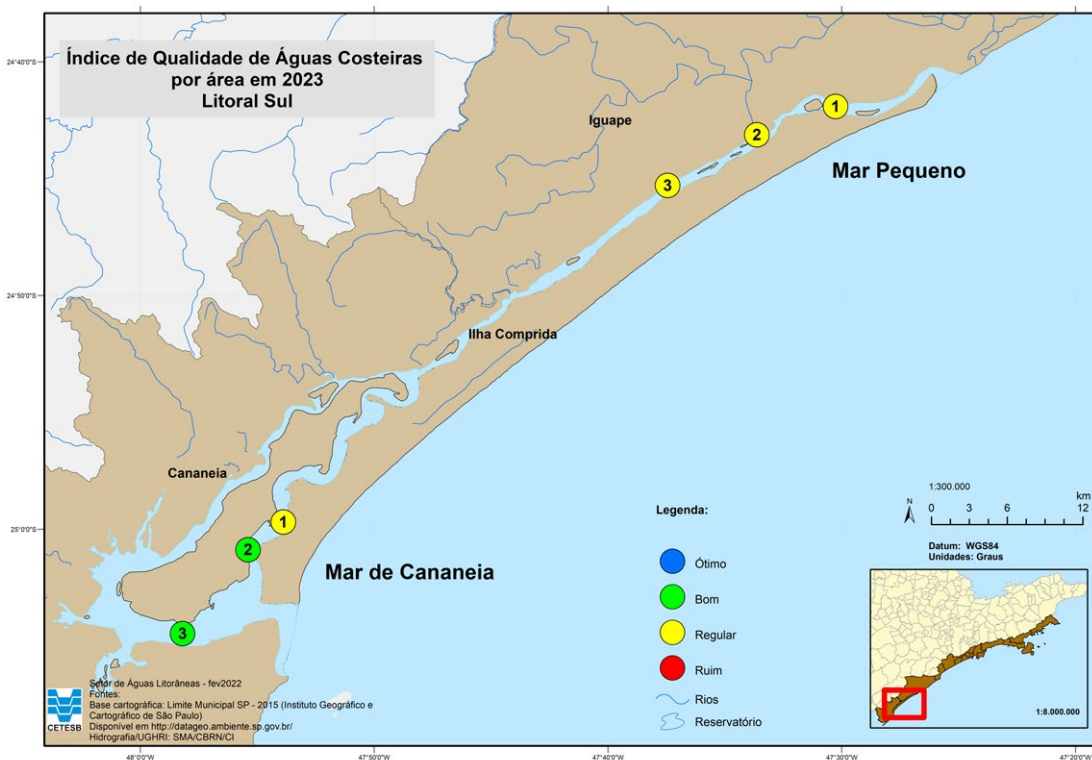 Índice de Qualidade de Águas Costeiras
por área em 2023
Litoral Sul
24°40'0"S
24°50'0"S
25°0'0"S
Iguape
1
2
3
Mar Pequeno
Ilha Comprida
Cananeia
1
2
3
Mar de Cananeia
Legenda:
Ótimo
Bom
Regular
Ruim
Rios
Reservatório
1:300.000
N
km
0 3 6 12
Datum: WGS84
Unidades: Graus
1:8.000.000
CETESB
Setor de Águas Litorâneas - fev2022
Fontes:
Base cartográfica: Limite Municipal SP - 2015 (Instituto Geográfico e
Cartográfico de São Paulo)
Disponível em http://datageo.ambiente.sp.gov.br/
Hidrografia/UGHRI: SMA/CBRN/CI
48°0'0"W
47°50'0"W
47°40'0"W
47°30'0"W
47°20'0"W